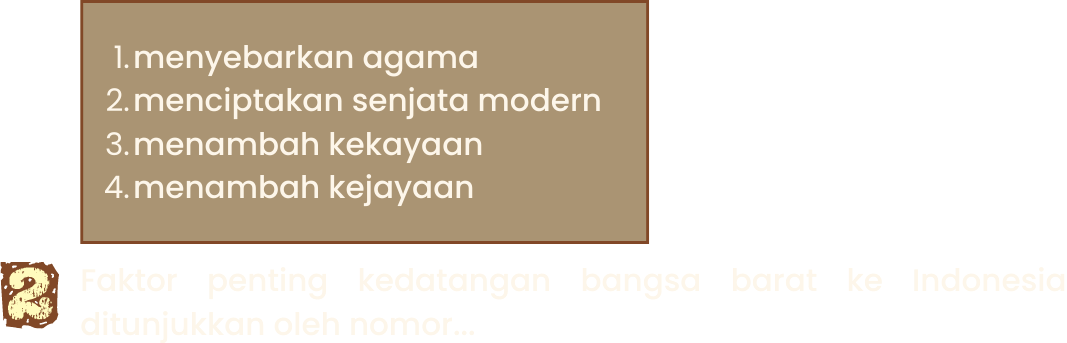 1. menyebarkan agama
2. menciptakan senjata modern
3. menambah kekayaan
4. menambah kejayaan
2 Faktor penting kedatangan bangsa barat ke Indonesia
ditunjukkan oleh nomor...